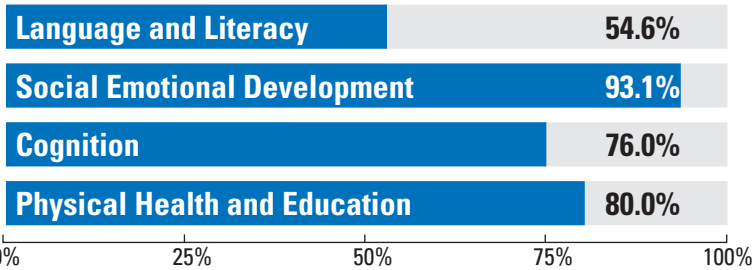 Language and Literacy 54.6%
Social Emotional Development 93.1%
Cognition 76.0%
Physical Health and Education 80.0%
0% 25% 50% 75% 100%